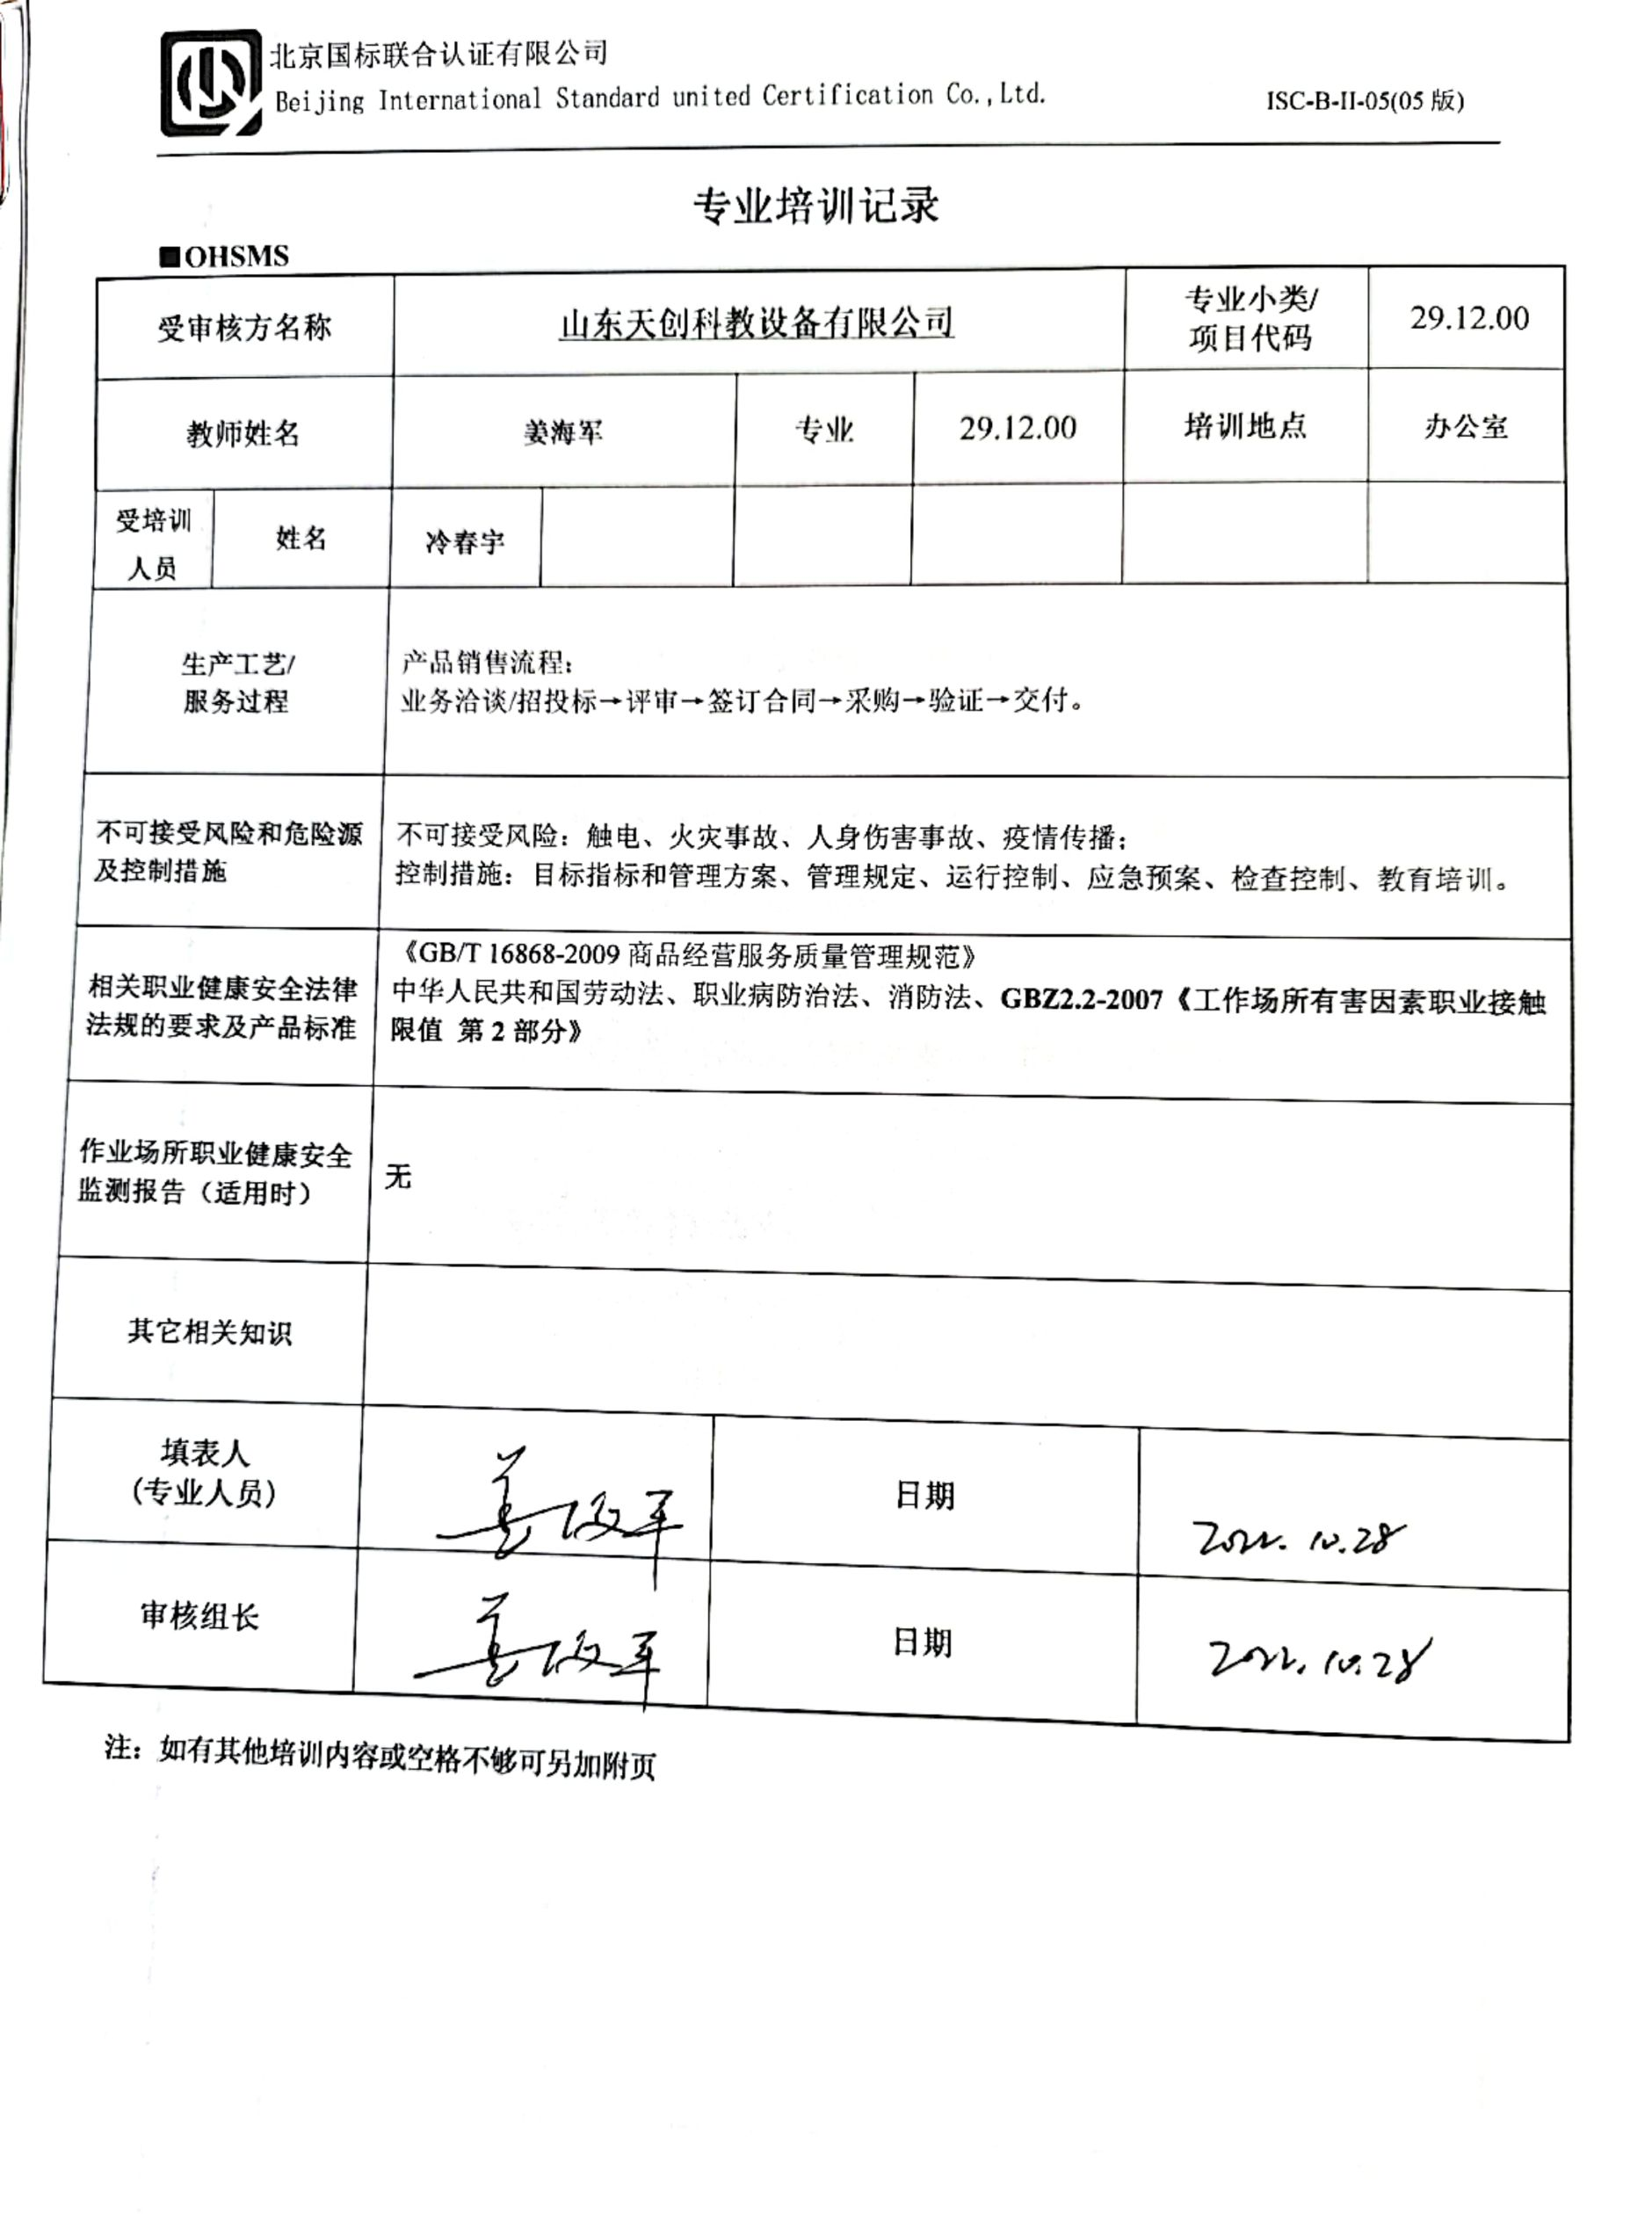 北京国标联合认证有限公司
Beijing International Standard united Certification Co.,Ltd.
ISC-B-II-05(05 版)
专业培训记录
■OHSMS
受审核方名称
山东天创科教设备有限公司
专业小类/
项目代码
29.12.00
教师姓名
姜海军
专业
29.12.00
培训地点
办公室
受培训
人员
姓名
冷春宇
生产工艺/
服务过程
产品销售流程：
业务洽谈/招投标→评审→签订合同→采购→验证→交付。
不可接受风险和危险源
及控制措施
不可接受风险：触电、火灾事故、人身伤害事故、疫情传播；
控制措施：目标指标和管理方案、管理规定、运行控制、应急预案、检查控制、教育培训。
相关职业健康安全法律
法规的要求及产品标准
《GB/T 16868-2009 商品经营服务质量管理规范》
中华人民共和国劳动法、职业病防治法、消防法、GBZ2.2-2007《工作场所有害因素职业接触
限值 第 2 部分》
作业场所职业健康安全
监测报告（适用时）
无
其它相关知识
填表人
(专业人员)
姜海军
日期
2022.10.28
审核组长
姜海军
日期
2022.10.28
注：如有其他培训内容或空格不够可另加附页